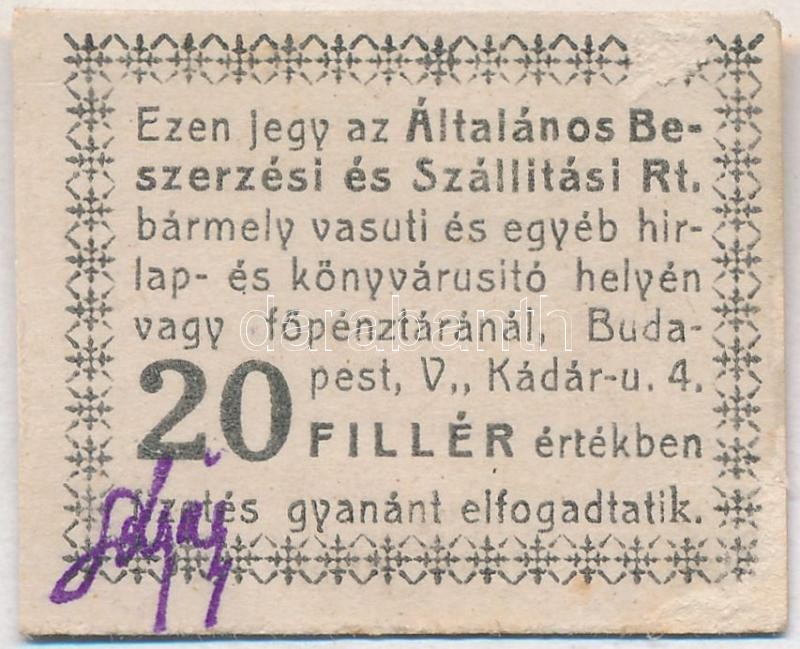 Ezen jegy az Általános Be-
szerzési és Szállitási Rt.
bármely vasuti és egyéb hir-
lap- és könyvárusitó helyén
vagy főpénztáránál, Buda-
pest, V,, Kádár-u. 4.
20 FILLÉR értékben
fizetés gyanánt elfogadtatik.
darabanth